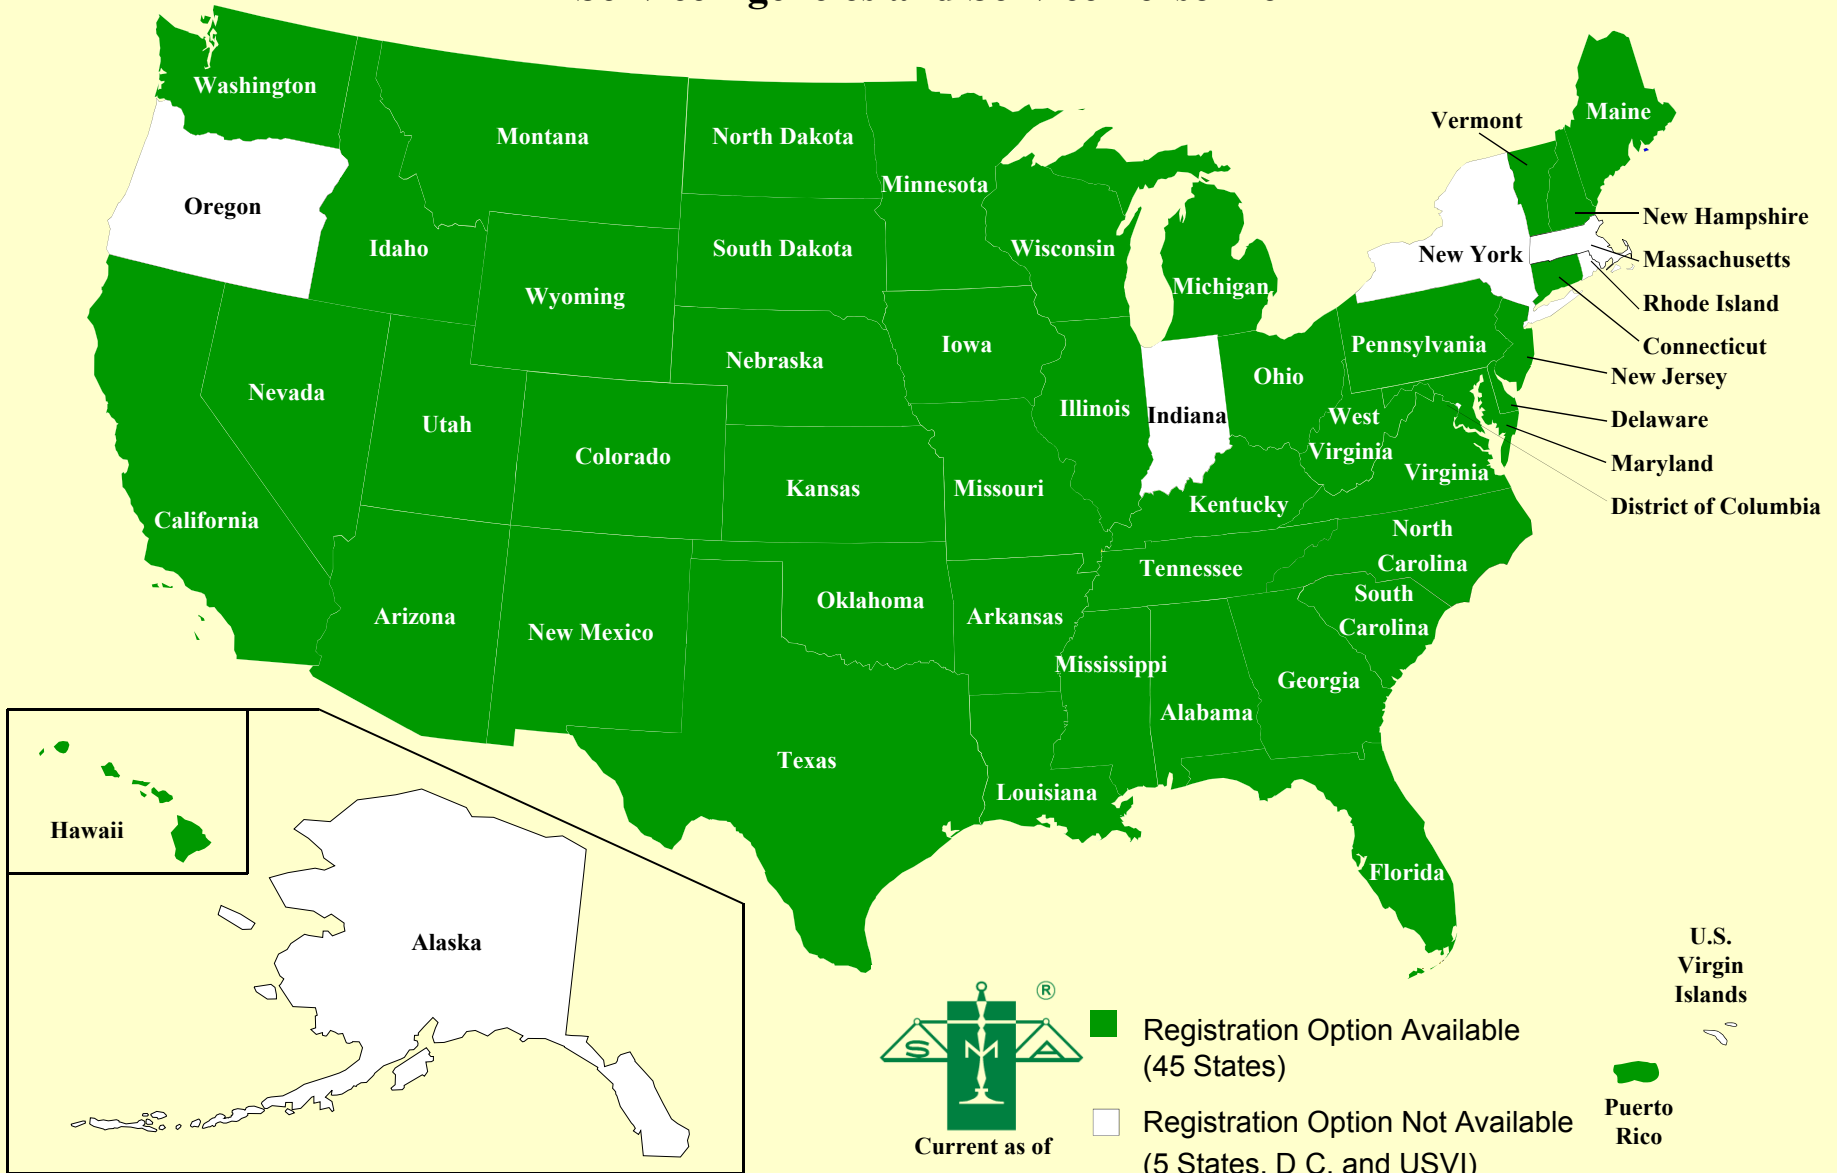 Washington
Montana
North Dakota
Minnesota
Vermont
Maine
Oregon
Idaho
South Dakota
Wisconsin
New York
New Hampshire
Massachusetts
Wyoming
Michigan
Rhode Island
Nebraska
Iowa
Pennsylvania
Connecticut
New Jersey
Nevada
Utah
Illinois
Indiana
Ohio
West
Virginia
Delaware
Colorado
Kansas
Missouri
Virginia
Maryland
California
Kentucky
District of Columbia
North
Carolina
Tennessee
Arizona
New Mexico
Oklahoma
Arkansas
South
Carolina
Mississippi
Georgia
Alabama
Texas
Louisiana
Hawaii
Florida
Alaska
U.S.
Virgin
Islands
®
S M A
Current as of
Registration Option Available
(45 States)
Registration Option Not Available
(5 States, D C, and USVI)
Puerto
Rico